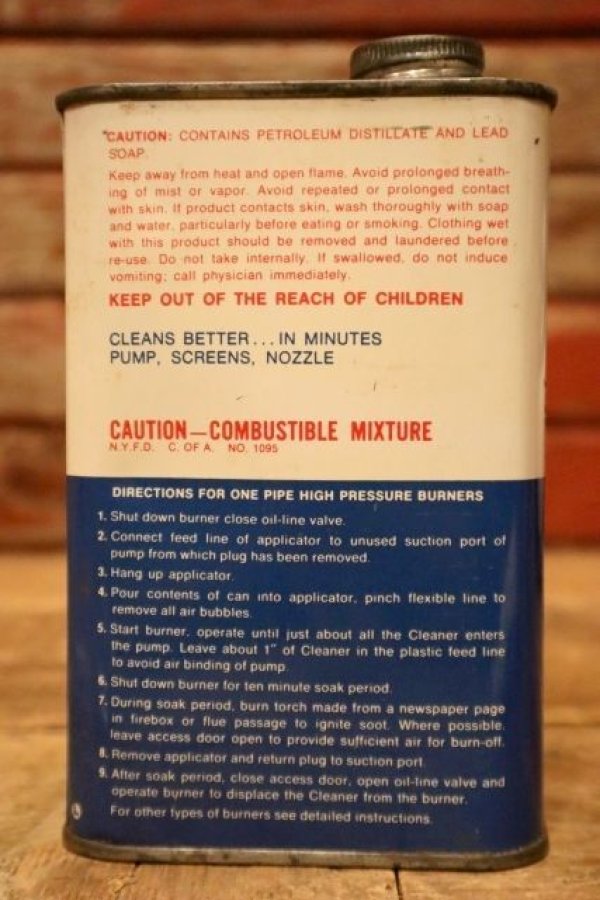 CAUTION: CONTAINS PETROLEUM DISTILLATE AND LEAD
SOAP.
Keep away from heat and open flame. Avoid prolonged breath-
ing of mist or vapor. Avoid repeated or prolonged contact
with skin. If product contacts skin, wash thoroughly with soap
and water, particularly before eating or smoking. Clothing wet
with this product should be removed and laundered before
re-use. Do not take internally. If swallowed, do not induce
vomiting; call physician immediately.
KEEP OUT OF THE REACH OF CHILDREN
CLEANS BETTER...IN MINUTES
PUMP, SCREENS, NOZZLE
CAUTION—COMBUSTIBLE MIXTURE
N.Y.F.D. C. OF A. NO. 1095
DIRECTIONS FOR ONE PIPE HIGH PRESSURE BURNERS
1. Shut down burner close oil-line valve.
2. Connect feed line of applicator to unused suction port of
pump from which plug has been removed.
3. Hang up applicator.
4. Pour contents of can into applicator, pinch flexible line to
remove all air bubbles.
5. Start burner, operate until just about all the Cleaner enters
the pump. Leave about 1" of Cleaner in the plastic feed line
to avoid air binding of pump.
6. Shut down burner for ten minute soak period.
7. During soak period, burn torch made from a newspaper page
in firebox or flue passage to ignite soot. Where possible,
leave access door open to provide sufficient air for burn-off.
8. Remove applicator and return plug to suction port.
9. After soak period, close access door, open oil-line valve and
operate burner to displace the Cleaner from the burner.
For other types of burners see detailed instructions.